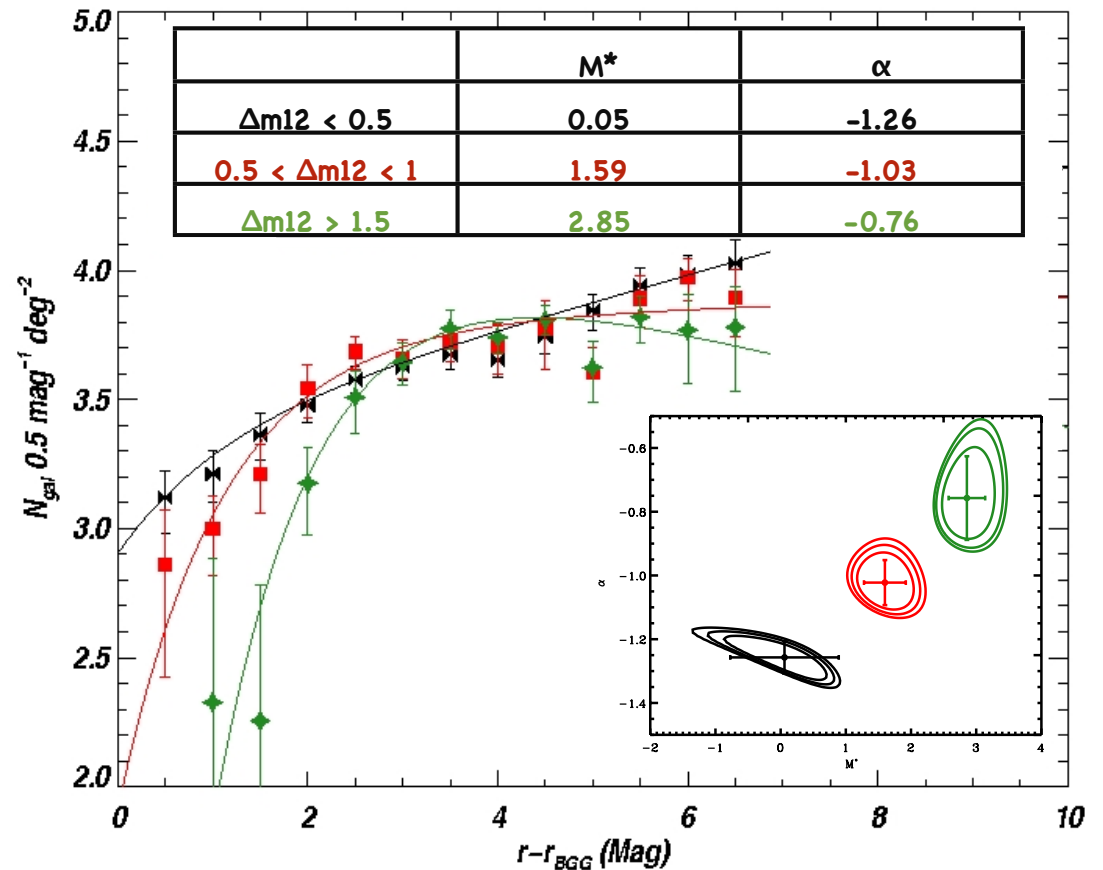 M* α
Δm12 < 0.5 0.05 -1.26
0.5 < Δm12 < 1 1.59 -1.03
Δm12 > 1.5 2.85 -0.76
5.0
4.5
4.0
3.5
3.0
2.5
2.0
N_gal 0.5 mag^-1 deg^-2
0 2 4 6 8 10
r-r_BGG (Mag)
-0.6
-0.8
-1.0
-1.2
-1.4
α
-2 -1 0 1 2 3 4
M*